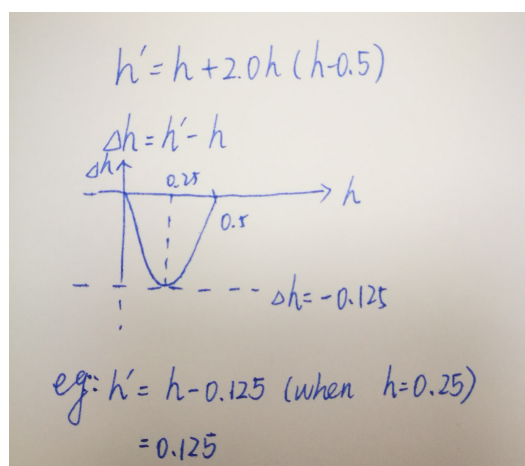 h′ = h + 2.0h (h-0.5)
Δh = h′ - h
Δh
0.25
h
0.5
Δh = -0.125
eg: h′ = h - 0.125 (when h = 0.25)
= 0.125